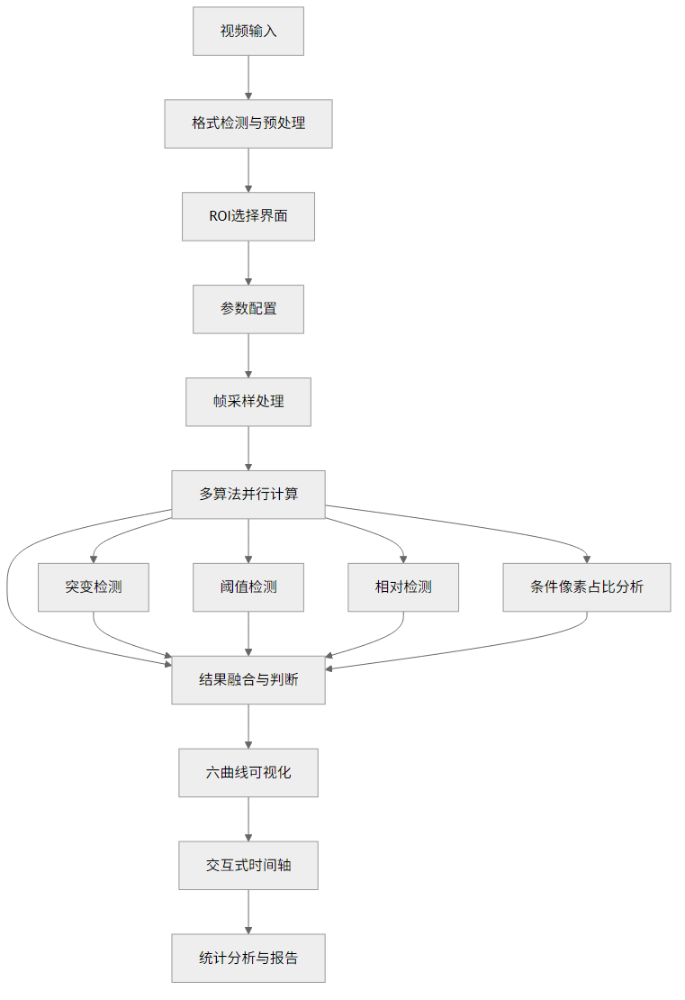 视频输入
格式检测与预处理
ROI选择界面
参数配置
帧采样处理
多算法并行计算
突变检测
阈值检测
相对检测
条件像素占比分析
结果融合与判断
六曲线可视化
交互式时间轴
统计分析与报告